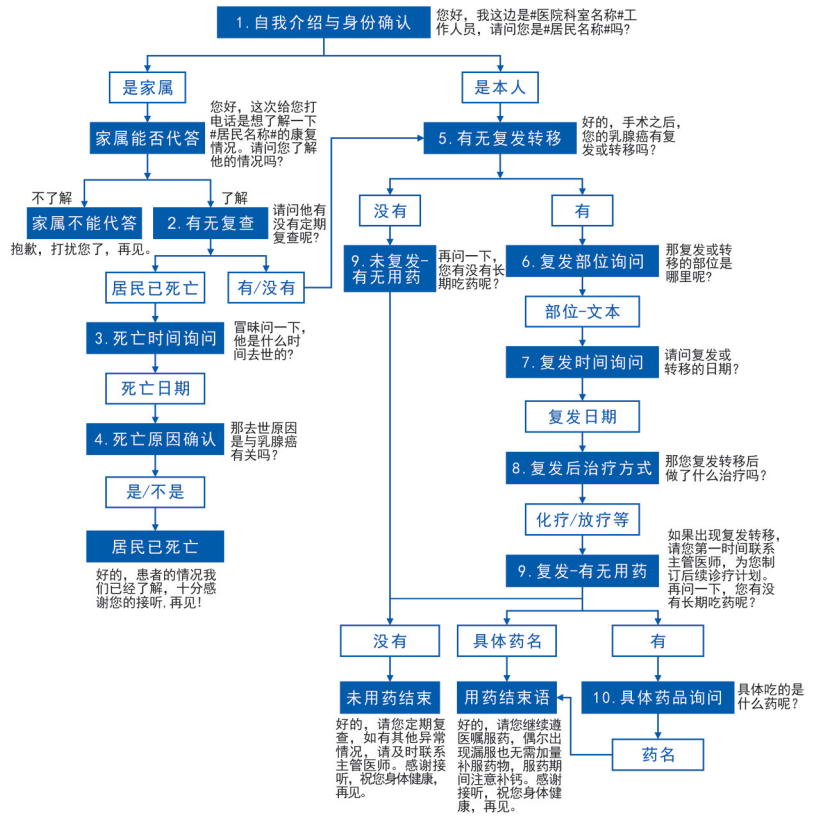 1.自我介绍与身份确认
您好，我这边是#医院科室名称#工
作人员，请问您是#居民名称#吗?
是家属
是本人
家属能否代答
您好，这次给您打
电话是想了解一下
#居民名称#的康复
情况。请问您了解
他的情况吗?
5.有无复发转移
好的，手术之后，
您的乳腺癌有复
发或转移吗?
不了解
了解
家属不能代答
抱歉，打扰您了，再见。
2.有无复查
请问他有
没有定期
复查呢?
没有
有
居民已死亡
有/没有
9.未复发-
有无用药
再问一下，
您有没有长
期吃药呢?
6.复发部位询问
那复发或转
移的部位是
哪里呢?
部位-文本
3.死亡时间询问
冒昧问一下，
他是什么时
间去世的?
7.复发时间询问
请问复发或
转移的日期?
死亡日期
复发日期
4.死亡原因确认
那去世原因
是与乳腺癌
有关吗?
8.复发后治疗方式
那您复发转移后
做了什么治疗吗?
是/不是
化疗/放疗等
居民已死亡
好的，患者的情况我
们已经了解，十分感
谢您的接听,再见!
9.复发-有无用药
如果出现复发转移，
请您第一时间联系
主管医师，为您制
订后续诊疗计划。
再问一下，您有没
有长期吃药呢?
没有
具体药名
有
未用药结束
好的，请您定期复
查，如有其他异常
情况，请及时联系
主管医师。感谢接
听，祝您身体健康，
再见。
用药结束语
好的，请您继续遵
医嘱服药，偶尔出
现漏服也无需加量
补服药物，服药期
间注意补钙。感谢
接听，祝您身体健
康，再见。
10.具体药品询问
具体吃的是
什么药呢?
药名